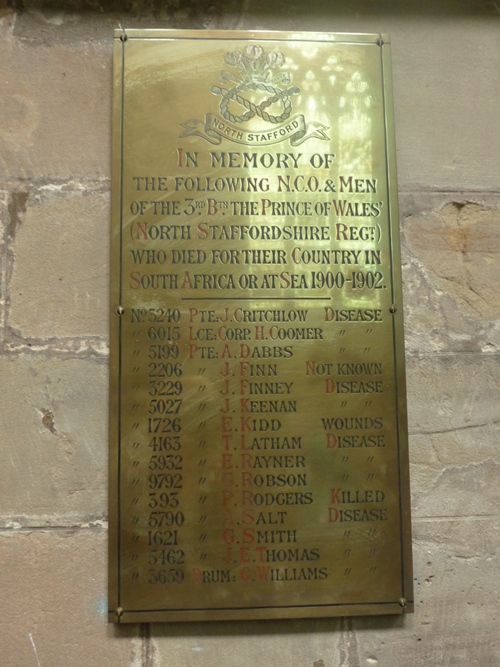 NORTH STAFFORD
IN MEMORY OF
THE FOLLOWING N.C.O. & MEN
OF THE 3RD BTN THE PRINCE OF WALES'
(NORTH STAFFORDSHIRE REGT)
WHO DIED FOR THEIR COUNTRY IN
SOUTH AFRICA OR AT SEA 1900-1902.
No 5240 PTE: J. CRITCHLOW DISEASE
" 6015 LCE: CORP. H. COOMER " "
" 5199 PTE: A. DABBS " "
" 2206 " J. FINN NOT KNOWN
" 3229 " J. FINNEY DISEASE
" 5027 " J. KEENAN " "
" 1726 " E. KIDD WOUNDS
" 4163 " T. LATHAM DISEASE
" 5932 " E. RAYNER " "
" 9792 " ROBSON " "
" 393 " P. RODGERS KILLED
" 5790 " A. SALT DISEASE
" 1621 " G. SMITH " "
" 3462 " J. E. THOMAS " "
" 3659 DRUM: G. WILLIAMS " "